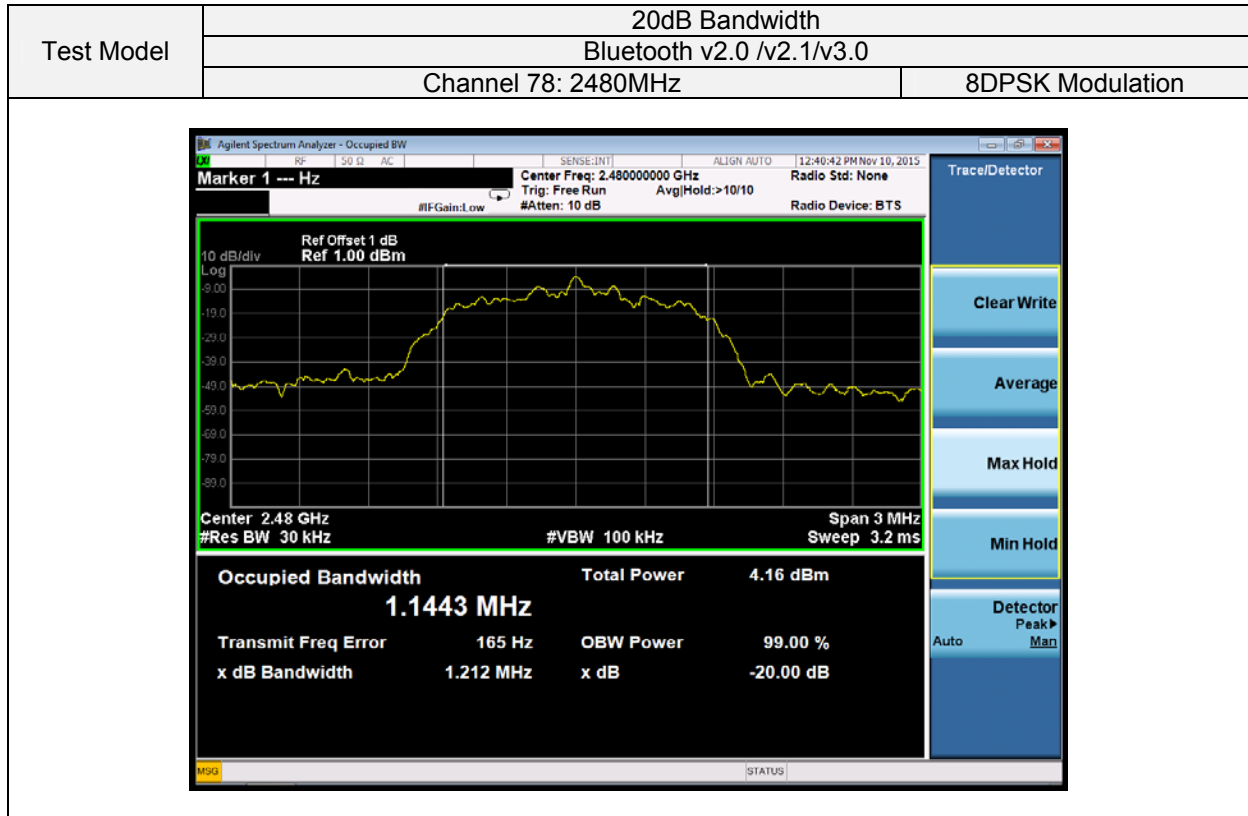 Test Model
20dB Bandwidth
Bluetooth v2.0 /v2.1/v3.0
Channel 78: 2480MHz 8DPSK Modulation
Agilent Spectrum Analyzer - Occupied BW
RF 50 Ω AC SENSE:INT ALIGN AUTO 12:40:42 PM Nov 10, 2015
Marker 1 --- Hz
Center Freq: 2.480000000 GHz
Radio Std: None
Trig: Free Run Avg|Hold:>10/10
#IFGain:Low #Atten: 10 dB Radio Device: BTS
Trace/Detector
Ref Offset 1 dB
10 dB/div Ref 1.00 dBm
Log
-9.00
-19.0
-29.0
-39.0
-49.0
-59.0
-69.0
-79.0
-89.0
Center 2.48 GHz Span 3 MHz
#Res BW 30 kHz #VBW 100 kHz Sweep 3.2 ms
Occupied Bandwidth Total Power 4.16 dBm
1.1443 MHz
Transmit Freq Error 165 Hz OBW Power 99.00 %
x dB Bandwidth 1.212 MHz x dB -20.00 dB
Clear Write
Average
Max Hold
Min Hold
Detector
Peak▶
Auto Man
MSG STATUS